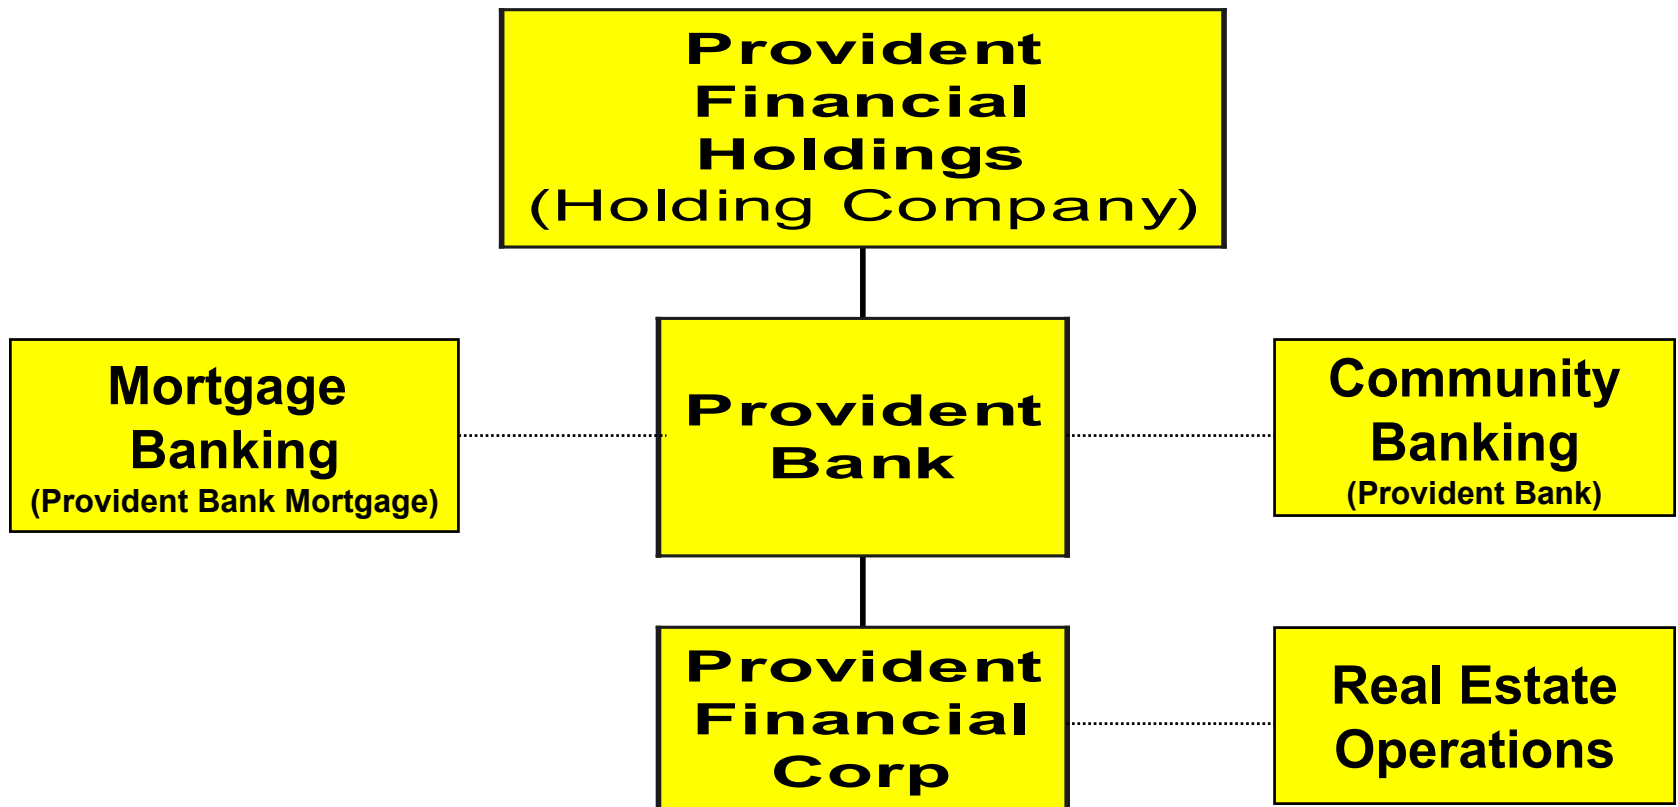 Provident
Financial
Holdings
(Holding Company)
Mortgage
Banking
(Provident Bank Mortgage)
Provident
Bank
Community
Banking
(Provident Bank)
Provident
Financial
Corp
Real Estate
Operations